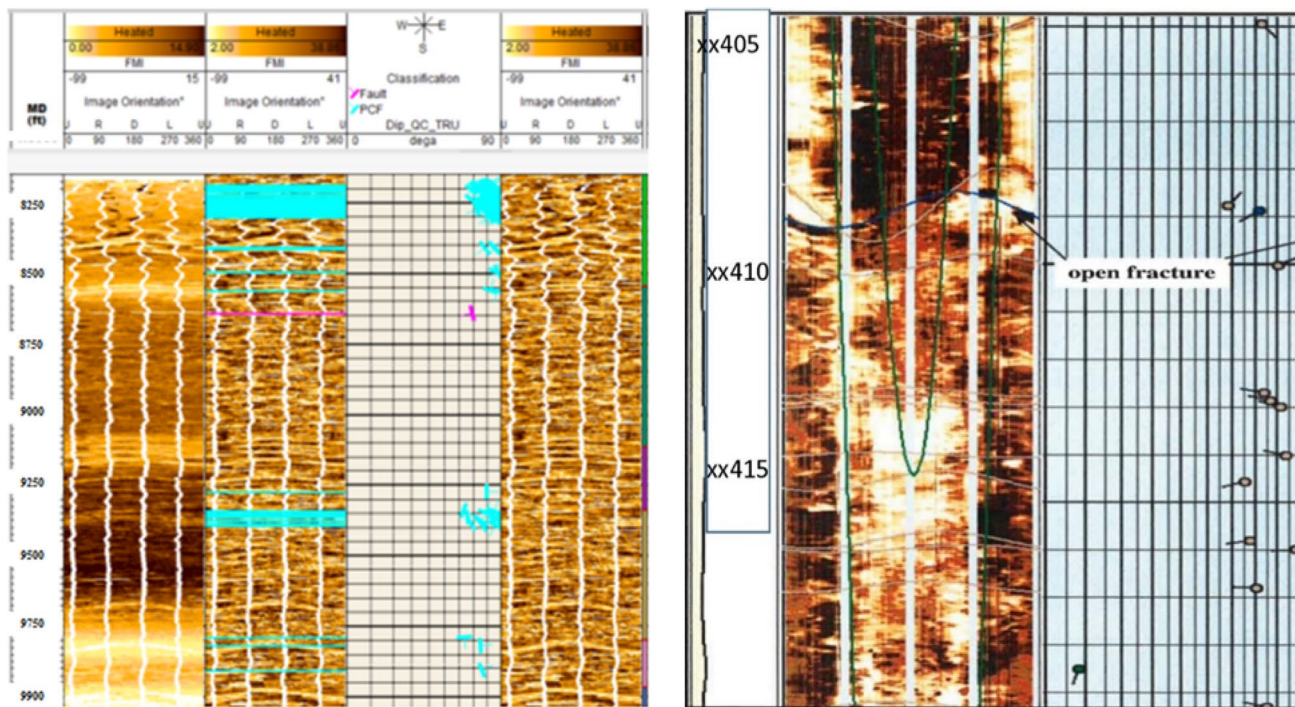 Heated
0.00 14.90
FMI
-99 15
Image Orientation°
U R D L U
0 90 180 270 360
Heated
2.00 38.86
FMI
-99 41
Image Orientation°
U R D L U
0 90 180 270 360
W E
S
Classification
Fault
PCF
Dip_QC_TRU
0 dega 90
Heated
2.00 38.86
FMI
-99 41
Image Orientation°
U R D L U
0 90 180 270 360
MD
(ft)
8250
8500
8750
9000
9250
9500
9750
9900
xx405
xx410
xx415
open fracture